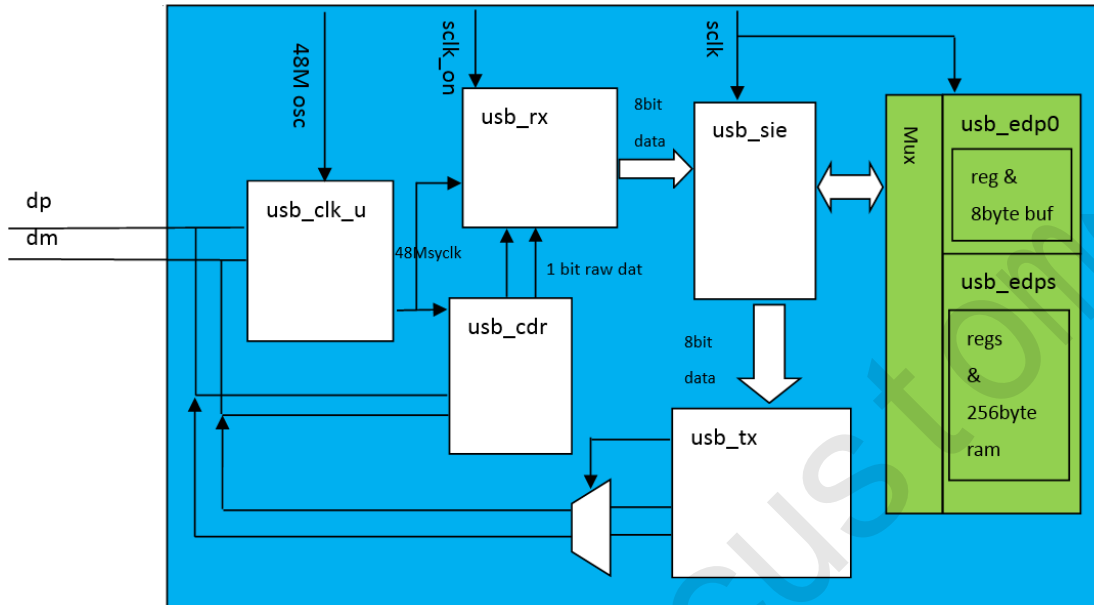 48M osc
sclk_on
sclk
usb_rx
8bit
data
usb_sie
Mux
usb_edp0
reg &
8byte buf
dp
dm
usb_clk_u
48Msyclk
1 bit raw dat
usb_cdr
usb_edps
regs
&
256byte
ram
8bit
data
usb_tx
custom